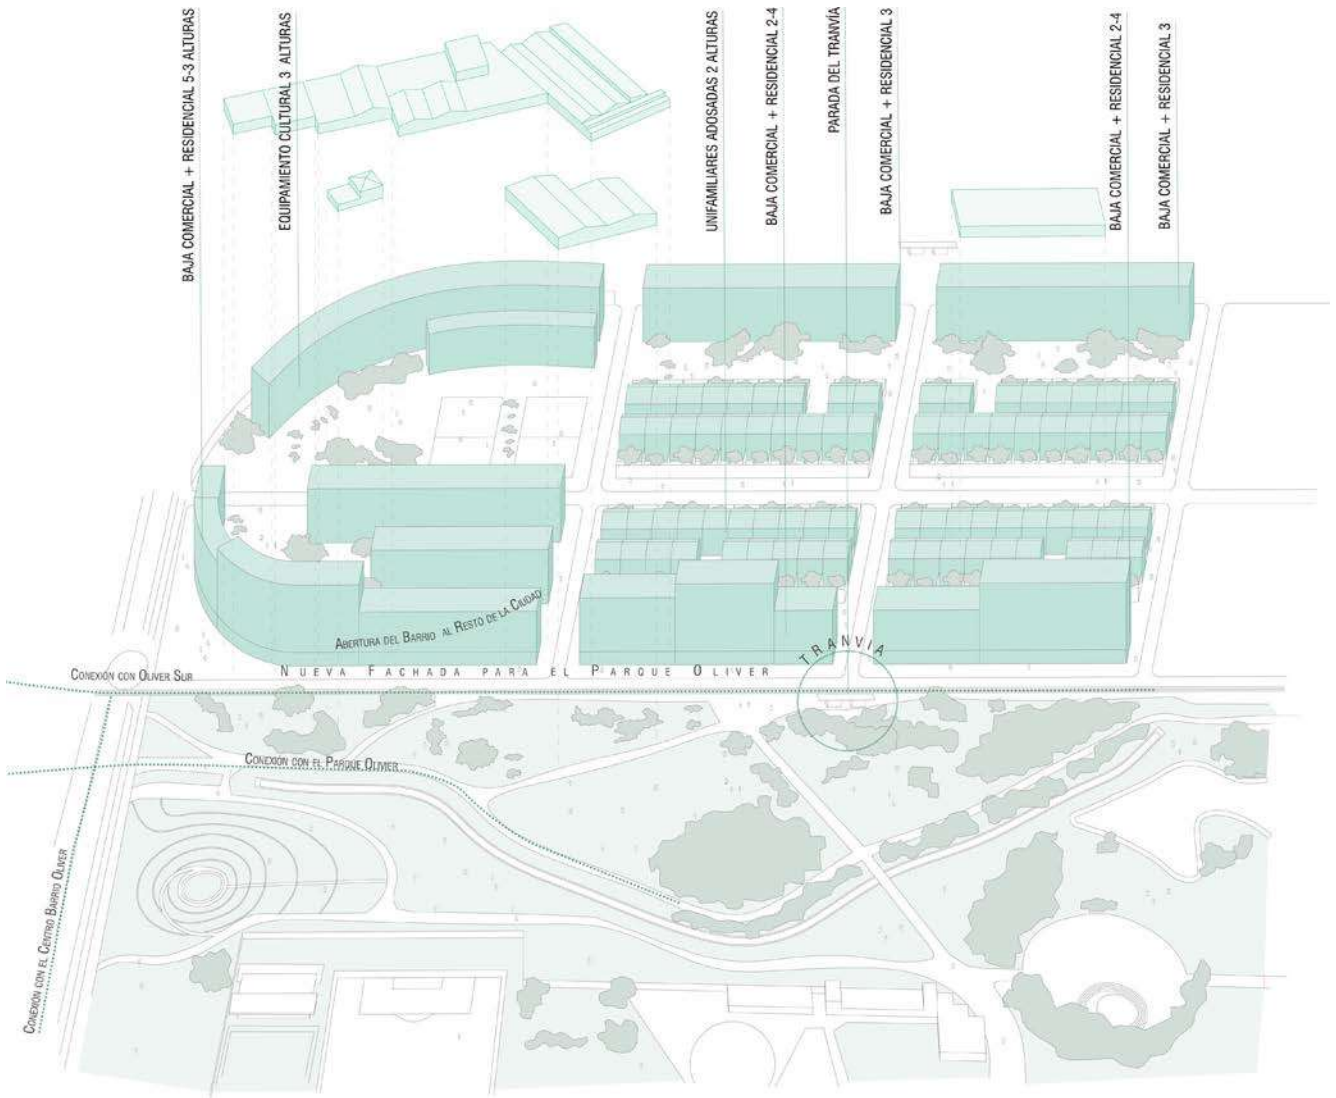 BAJA COMERCIAL + RESIDENCIAL 5-3 ALTURAS
EQUIPAMIENTO CULTURAL 3 ALTURAS
UNIFAMILIARES ADOSADAS 2 ALTURAS
BAJA COMERCIAL + RESIDENCIAL 2-4
PARADA DEL TRANVÍA
BAJA COMERCIAL + RESIDENCIAL 3
BAJA COMERCIAL + RESIDENCIAL 2-4
BAJA COMERCIAL + RESIDENCIAL 3
ABERTURA DEL BARRIO AL RESTO DE LA CIUDAD
TRANVIA
NUEVA FACHADA PARA EL PARQUE OLIVER
CONEXIÓN CON OLIVER SUR
CONEXIÓN CON EL PARQUE OLIVER
CONEXIÓN CON EL CENTRO BARRIO OLIVER